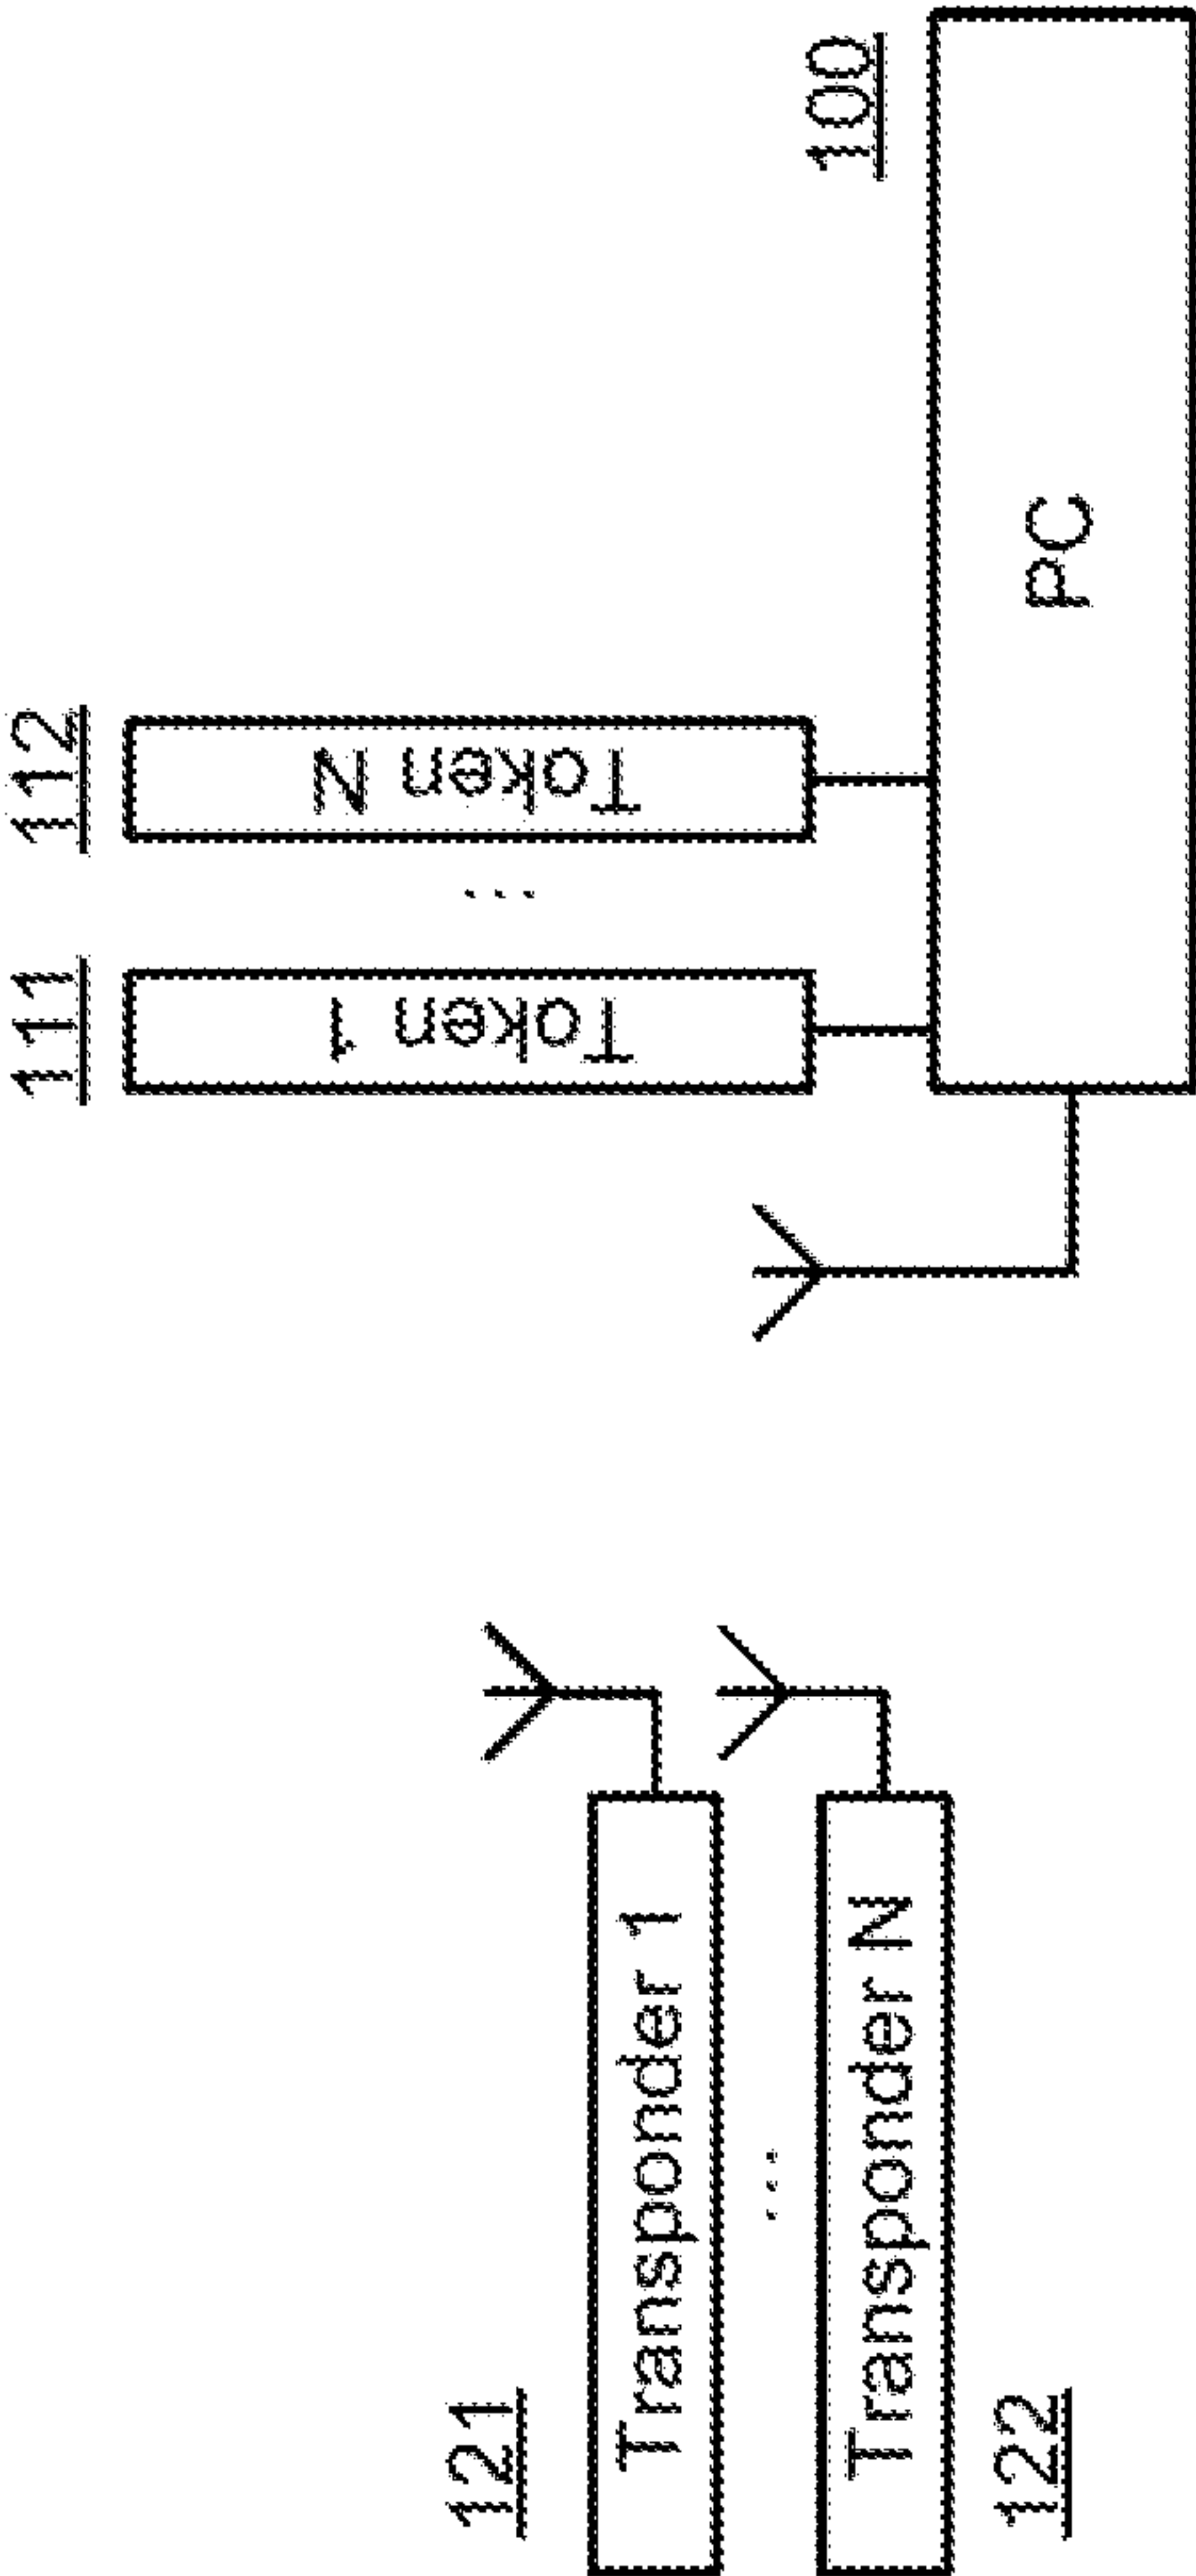 121
Transponder 1
...
Transponder N
122
111
Token 1
...
112
Token N
100
PC